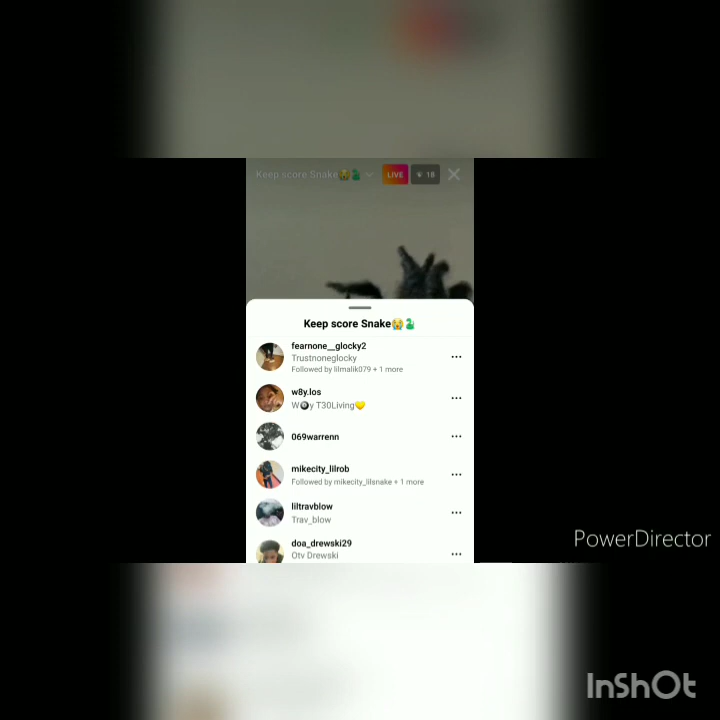 Keep score Snake😭🐍
LIVE
18
Keep score Snake😭🐍
fearnone__glocky2
Trustnoneglocky
Followed by lilmalik079 + 1 more
w8y.los
W🎱y T30Living💛
069warrenn
mikecity_lilrob
Followed by mikecity_lilsnake + 1 more
liltravblow
Trav_blow
doa_drewski29
Otv Drewski
PowerDirector
InShOt